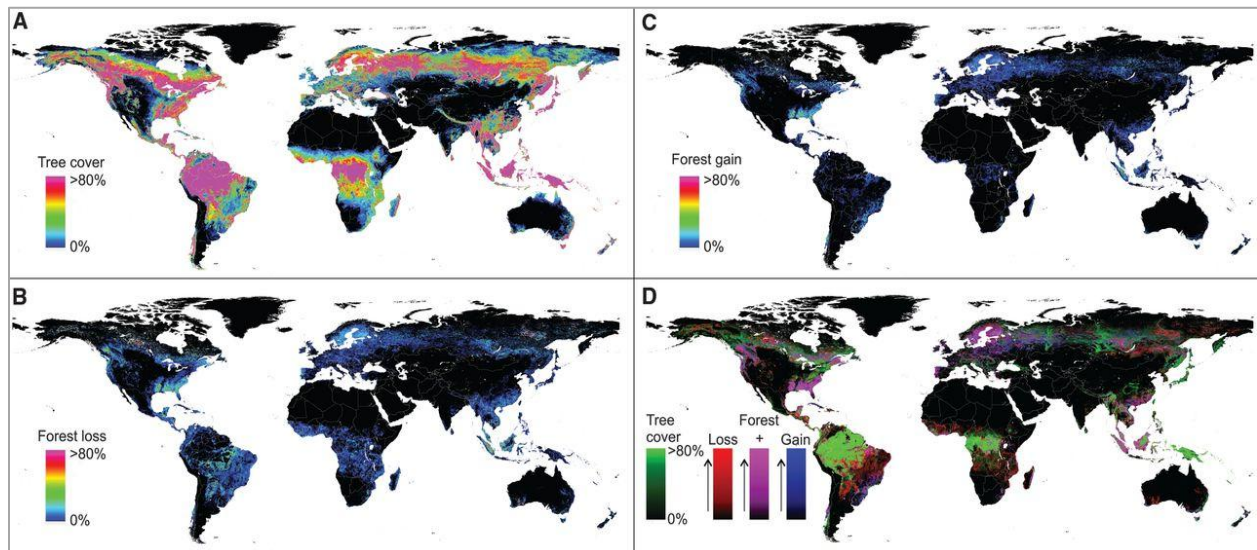 A
Tree cover
>80%
0%
B
Forest loss
>80%
0%
C
Forest gain
>80%
0%
D
Tree
cover
>80%
0%
Forest
Loss + Gain